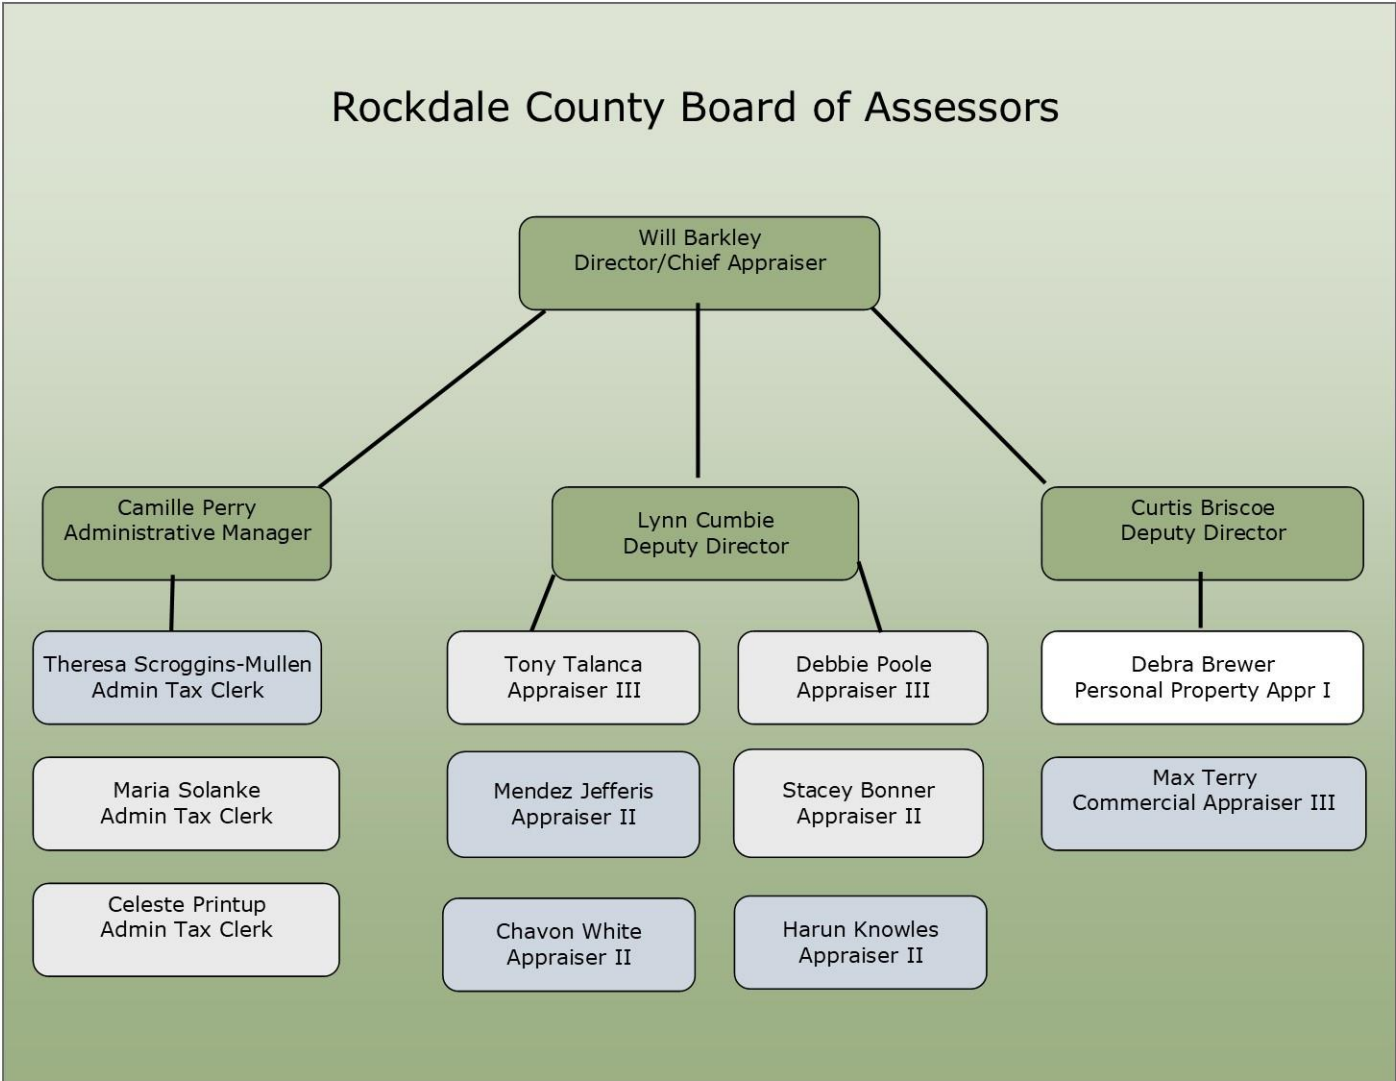 Rockdale County Board of Assessors
Will Barkley
Director/Chief Appraiser
Camille Perry
Administrative Manager
Lynn Cumbie
Deputy Director
Curtis Briscoe
Deputy Director
Theresa Scroggins-Mullen
Admin Tax Clerk
Tony Talanca
Appraiser III
Debbie Poole
Appraiser III
Debra Brewer
Personal Property Appr I
Maria Solanke
Admin Tax Clerk
Mendez Jefferis
Appraiser II
Stacey Bonner
Appraiser II
Max Terry
Commercial Appraiser III
Celeste Printup
Admin Tax Clerk
Chavon White
Appraiser II
Harun Knowles
Appraiser II